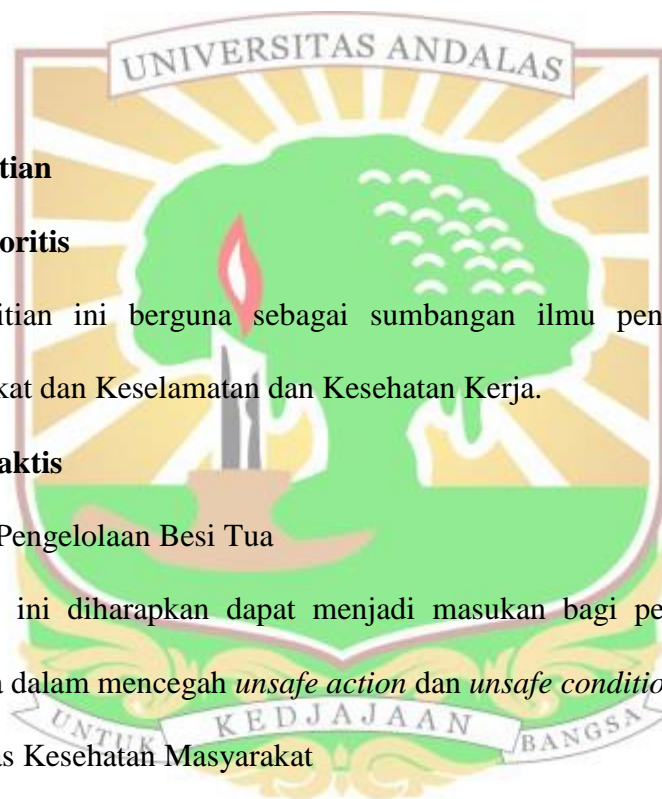 UNIVERSITAS ANDALAS
tian
oritis
itian ini berguna sebagai sumbangan ilmu pen
kat dan Keselamatan dan Kesehatan Kerja.
aktis
Pengelolaan Besi Tua
ini diharapkan dapat menjadi masukan bagi pe
a dalam mencegah unsafe action dan unsafe conditio
UNTUK KEDJAJAAN BANGSA
as Kesehatan Masyarakat